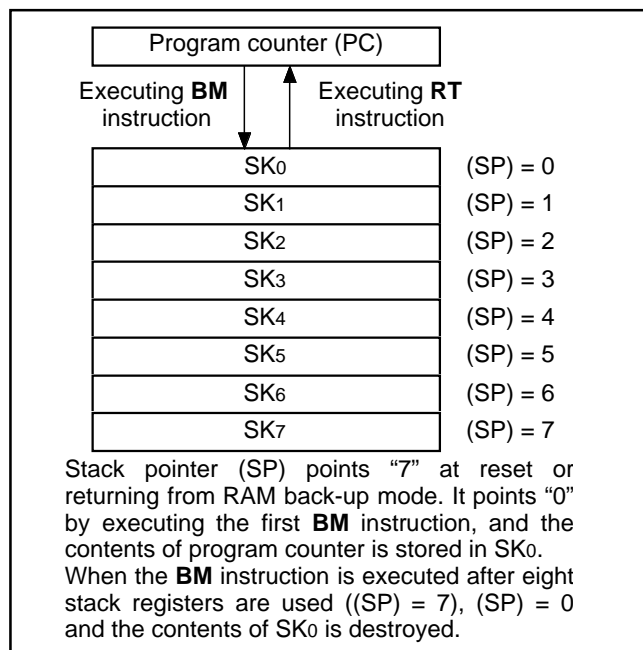 Program counter (PC)
Executing BM
instruction
Executing RT
instruction
SK0 (SP) = 0
SK1 (SP) = 1
SK2 (SP) = 2
SK3 (SP) = 3
SK4 (SP) = 4
SK5 (SP) = 5
SK6 (SP) = 6
SK7 (SP) = 7
Stack pointer (SP) points “7” at reset or
returning from RAM back-up mode. It points “0”
by executing the first BM instruction, and the
contents of program counter is stored in SK0.
When the BM instruction is executed after eight
stack registers are used ((SP) = 7), (SP) = 0
and the contents of SK0 is destroyed.